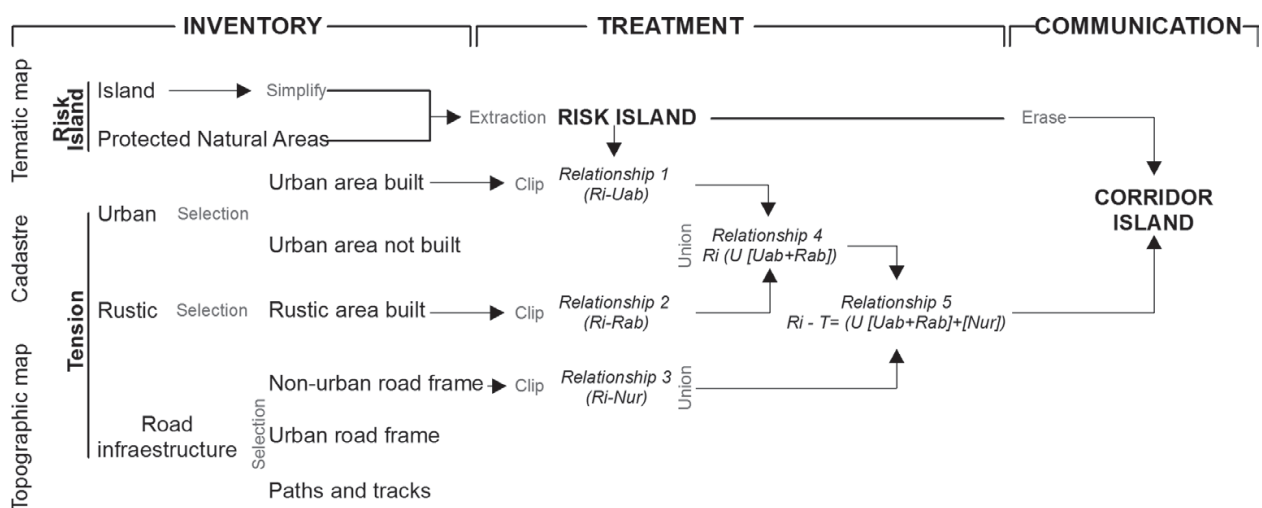 INVENTORY
TREATMENT
COMMUNICATION
Tematic map
Cadastre
Topographic map
Risk
Island
Tension
Island
Simplify
Protected Natural Areas
Extraction
RISK ISLAND
Erase
Urban area built
Clip
Relationship 1
(Ri-Uab)
Urban
Selection
Urban area not built
Union
Relationship 4
Ri (U [Uab+Rab])
CORRIDOR
ISLAND
Rustic
Selection
Rustic area built
Clip
Relationship 2
(Ri-Rab)
Relationship 5
Ri - T= (U [Uab+Rab]+[Nur])
Non-urban road frame
Clip
Relationship 3
(Ri-Nur)
Union
Road
infraestructure
Selection
Urban road frame
Paths and tracks